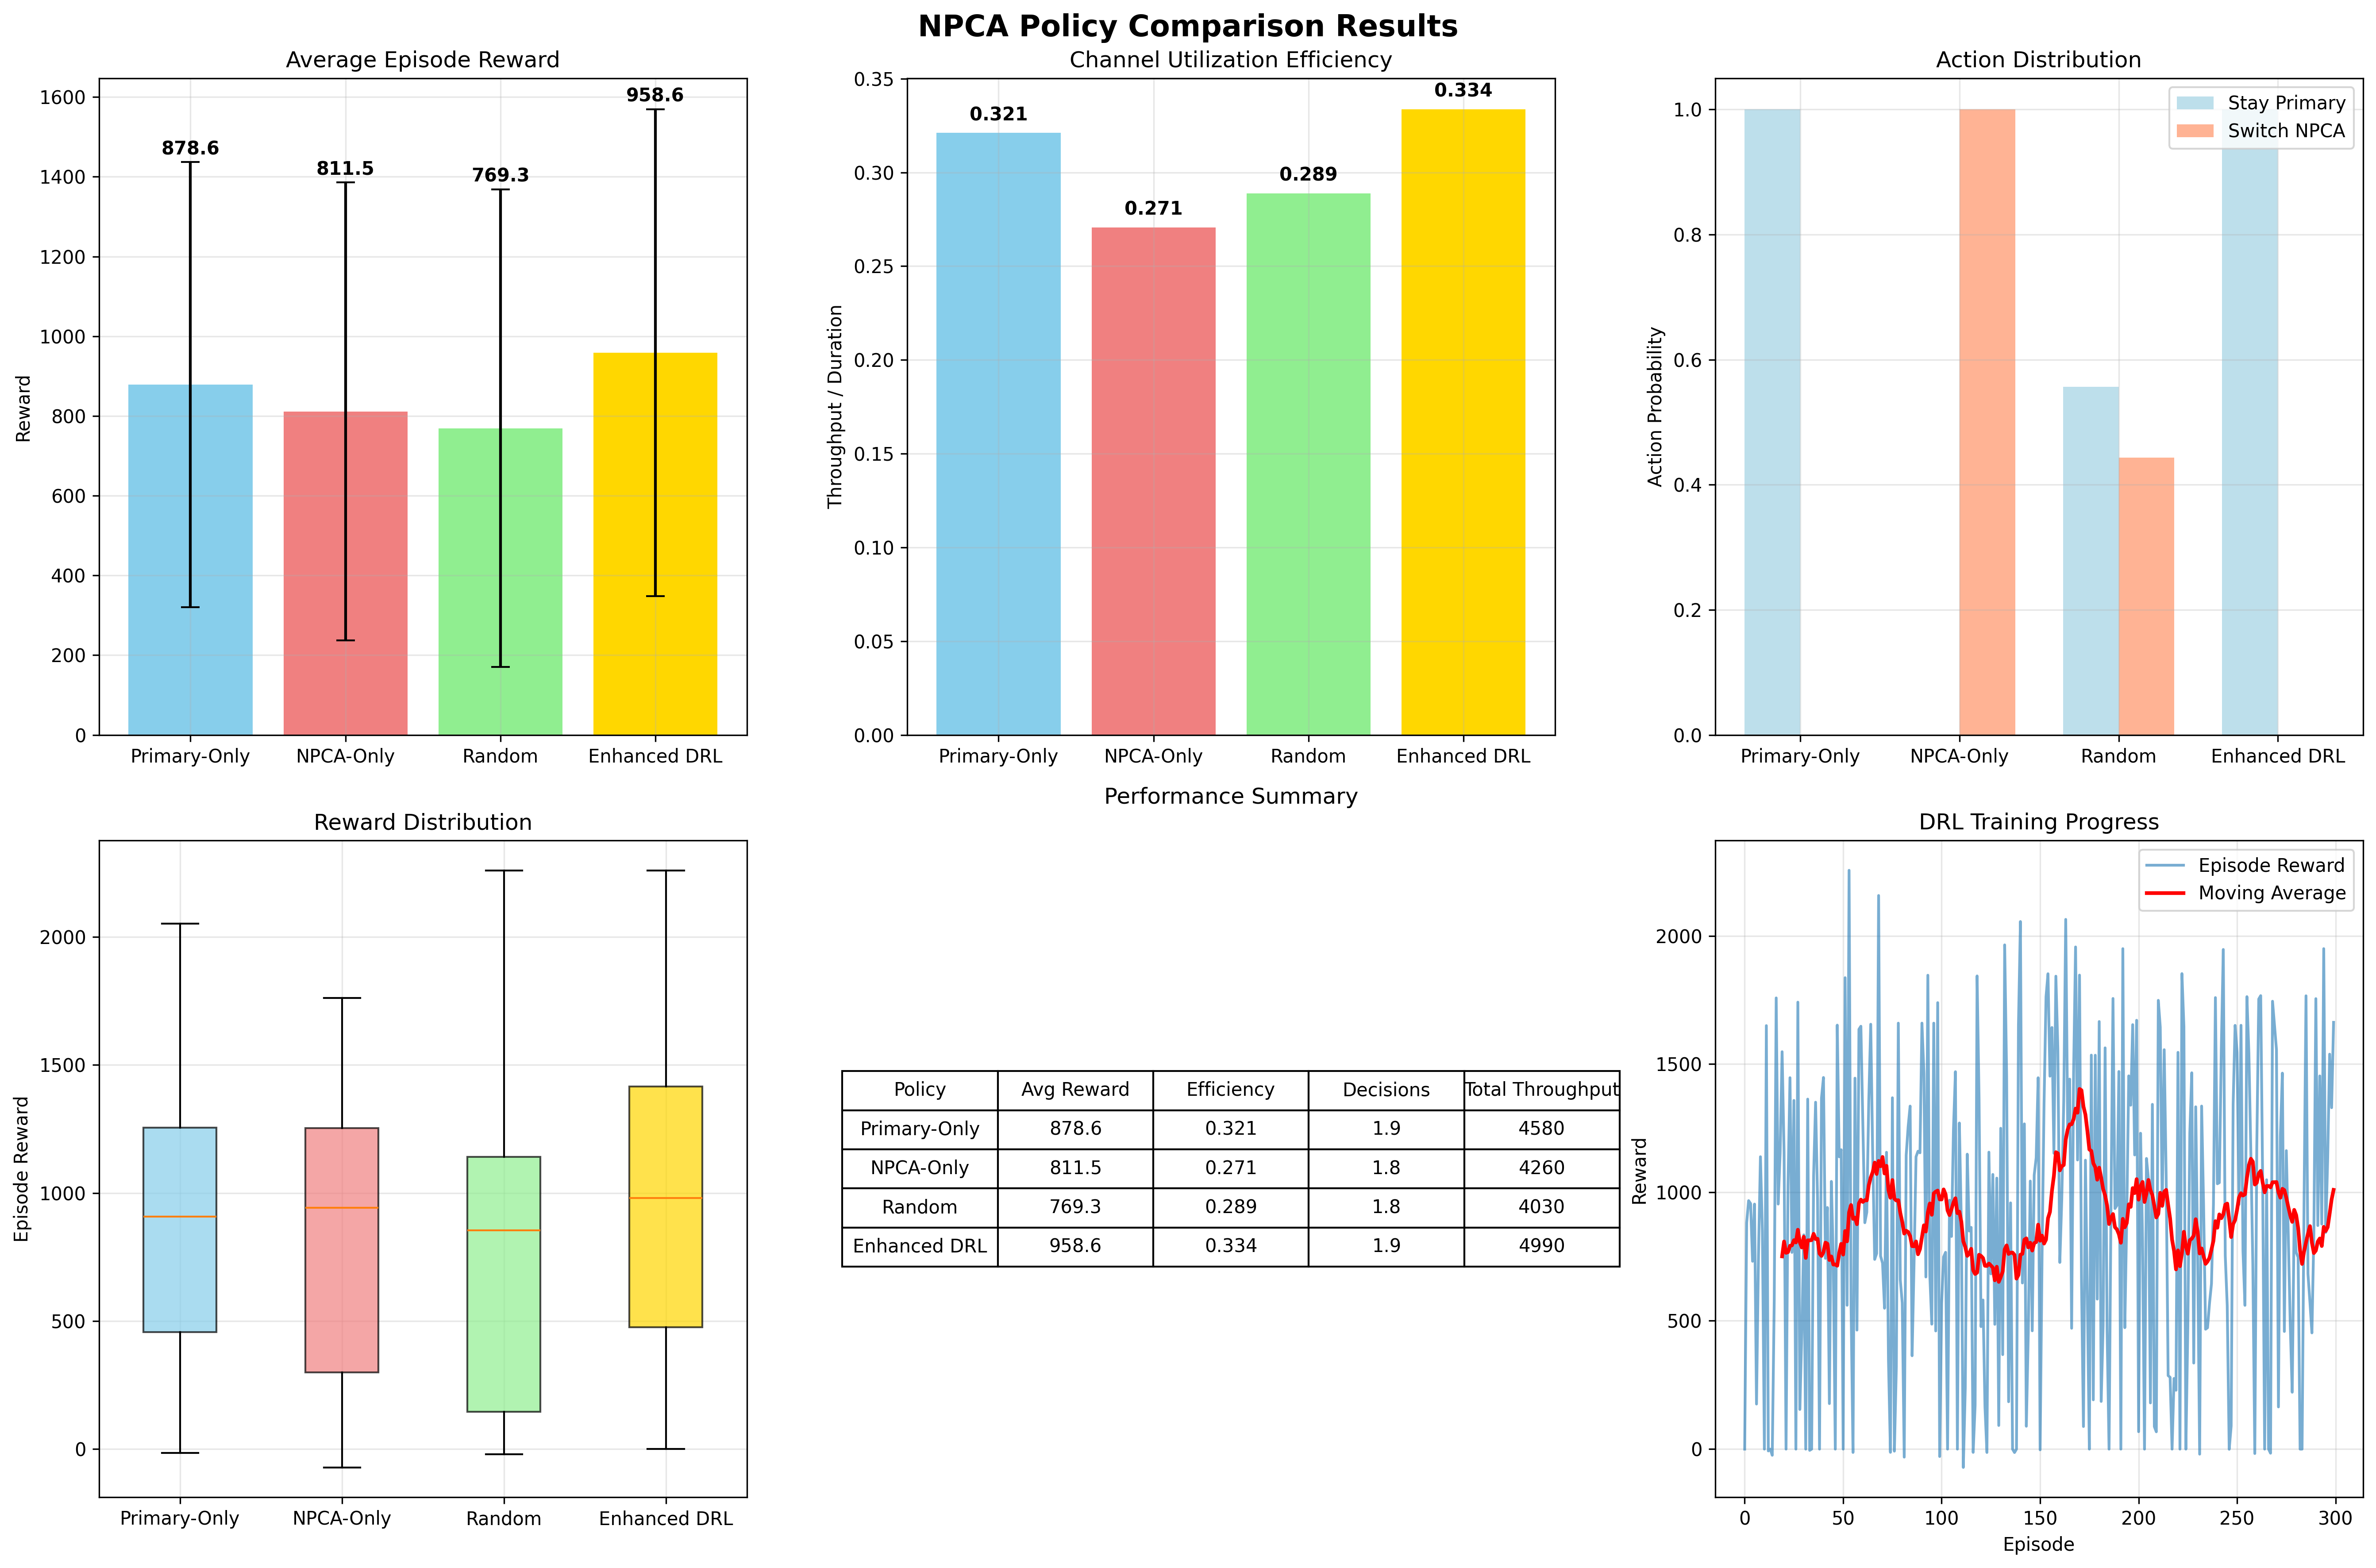 NPCA Policy Comparison Results
Average Episode Reward
Reward
1600
1400
1200
1000
800
600
400
200
0
878.6
811.5
769.3
958.6
Primary-Only
NPCA-Only
Random
Enhanced DRL
Channel Utilization Efficiency
Throughput / Duration
0.35
0.30
0.25
0.20
0.15
0.10
0.05
0.00
0.321
0.271
0.289
0.334
Primary-Only
NPCA-Only
Random
Enhanced DRL
Action Distribution
Action Probability
1.0
0.8
0.6
0.4
0.2
0.0
Stay Primary
Switch NPCA
Primary-Only
NPCA-Only
Random
Enhanced DRL
Reward Distribution
Episode Reward
2000
1500
1000
500
0
Primary-Only
NPCA-Only
Random
Enhanced DRL
Performance Summary
Policy Avg Reward Efficiency Decisions Total Throughput
Primary-Only 878.6 0.321 1.9 4580
NPCA-Only 811.5 0.271 1.8 4260
Random 769.3 0.289 1.8 4030
Enhanced DRL 958.6 0.334 1.9 4990
DRL Training Progress
Reward
2000
1500
1000
500
0
Episode Reward
Moving Average
0 50 100 150 200 250 300
Episode